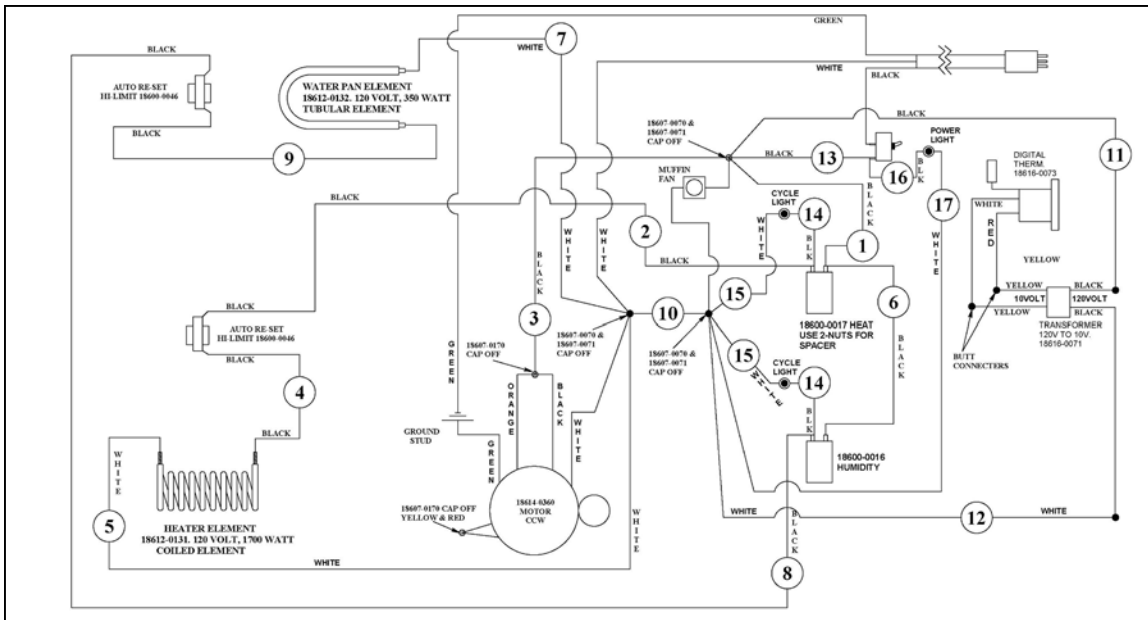 GREEN
BLACK
7
WHITE
WHITE
AUTO RE-SET
HI-LIMIT 18600-0046
WATER PAN ELEMENT
18612-0132. 120 VOLT, 350 WATT
TUBULAR ELEMENT
BLACK
BLACK
9
18607-0070 &
18607-0071
CAP OFF
BLACK
BLACK
13
POWER
LIGHT
16
BLK
11
17
WHITE
DIGITAL
THERM.
18616-0073
WHITE
RED
MUFFIN
FAN
CYCLE
LIGHT
14
BLK
WHITE
BLACK
1
BLACK
2
BLACK
WHITE
WHITE
YELLOW
YELLOW
BLACK
10VOLT
120VOLT
YELLOW
BLACK
TRANSFORMER
120V TO 10V.
18616-0071
BUTT
CONNECTERS
BLACK
3
10
15
18600-0017 HEAT
USE 2-NUTS FOR
SPACER
6
BLACK
BLACK
AUTO RE-SET
HI-LIMIT 18600-0046
BLACK
4
BLACK
18607-0170
CAP OFF
18607-0070 &
18607-0071
CAP OFF
18607-0070 &
18607-0071
CAP OFF
15
WHITE
CYCLE
LIGHT
14
BLK
GREEN
GROUND
STUD
GREEN
ORANGE
BLACK
WHITE
18600-0016
HUMIDITY
WHITE
5
HEATER ELEMENT
18612-0131. 120 VOLT, 1700 WATT
COILED ELEMENT
18607-0170 CAP OFF
YELLOW & RED
18614-0360
MOTOR
CCW
WHITE
WHITE
WHITE
12
WHITE
BLACK
8